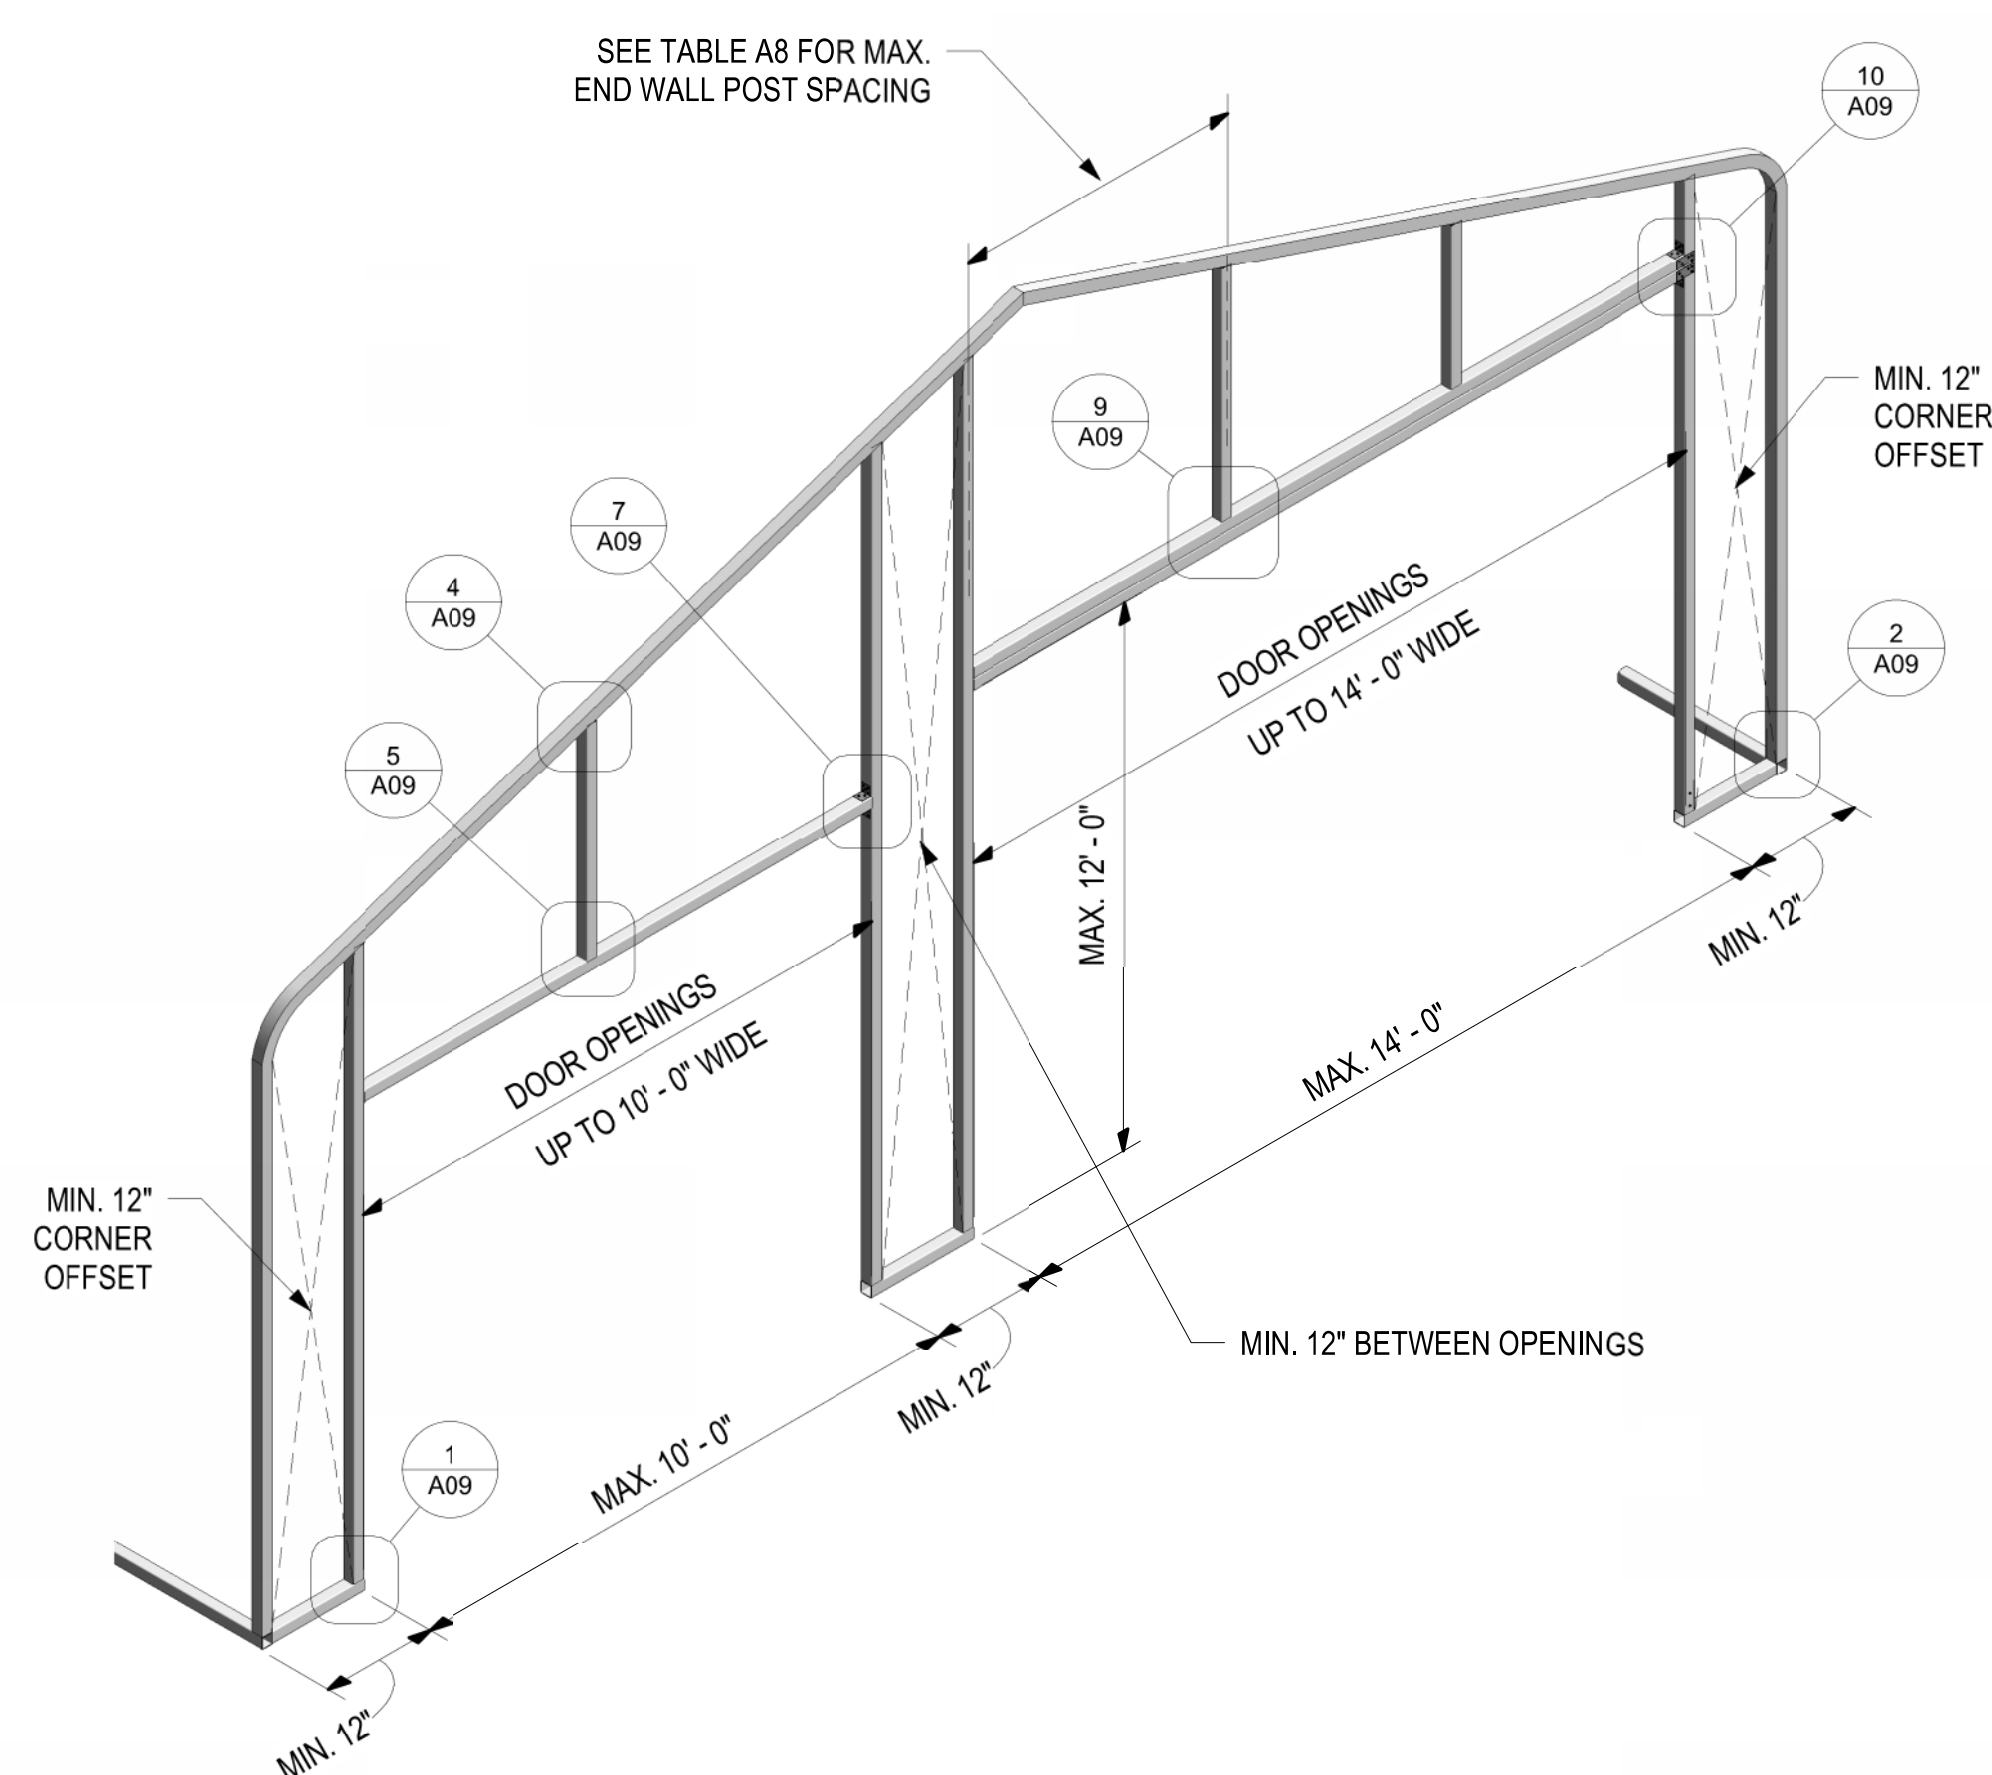 SEE TABLE A8 FOR MAX.
END WALL POST SPACING
10
A09
MIN. 12"
CORNER
OFFSET
9
A09
7
A09
4
A09
5
A09
2
A09
DOOR OPENINGS
UP TO 14' - 0" WIDE
MAX. 12' - 0"
MIN. 12"
DOOR OPENINGS
UP TO 10' - 0" WIDE
MAX. 14' - 0"
MIN. 12"
CORNER
OFFSET
MIN. 12" BETWEEN OPENINGS
MIN. 12"
MAX. 10' - 0"
1
A09
MIN. 12"